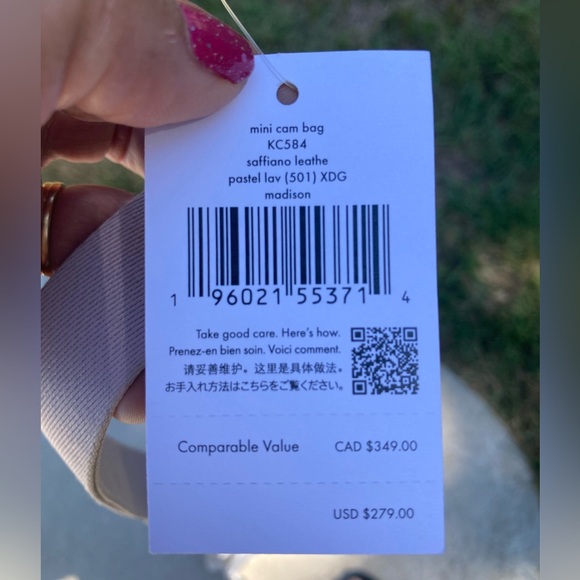 mini cam bag
KC584
saffiano leathe
pastel lav (501) XDG
madison
1 96021 55371 4
Take good care. Here's how.
Prenez-en bien soin. Voici comment.
请妥善维护。这里是具体做法。
お手入れ方法はこちらをご覧ください。
Comparable Value CAD $349.00
USD $279.00